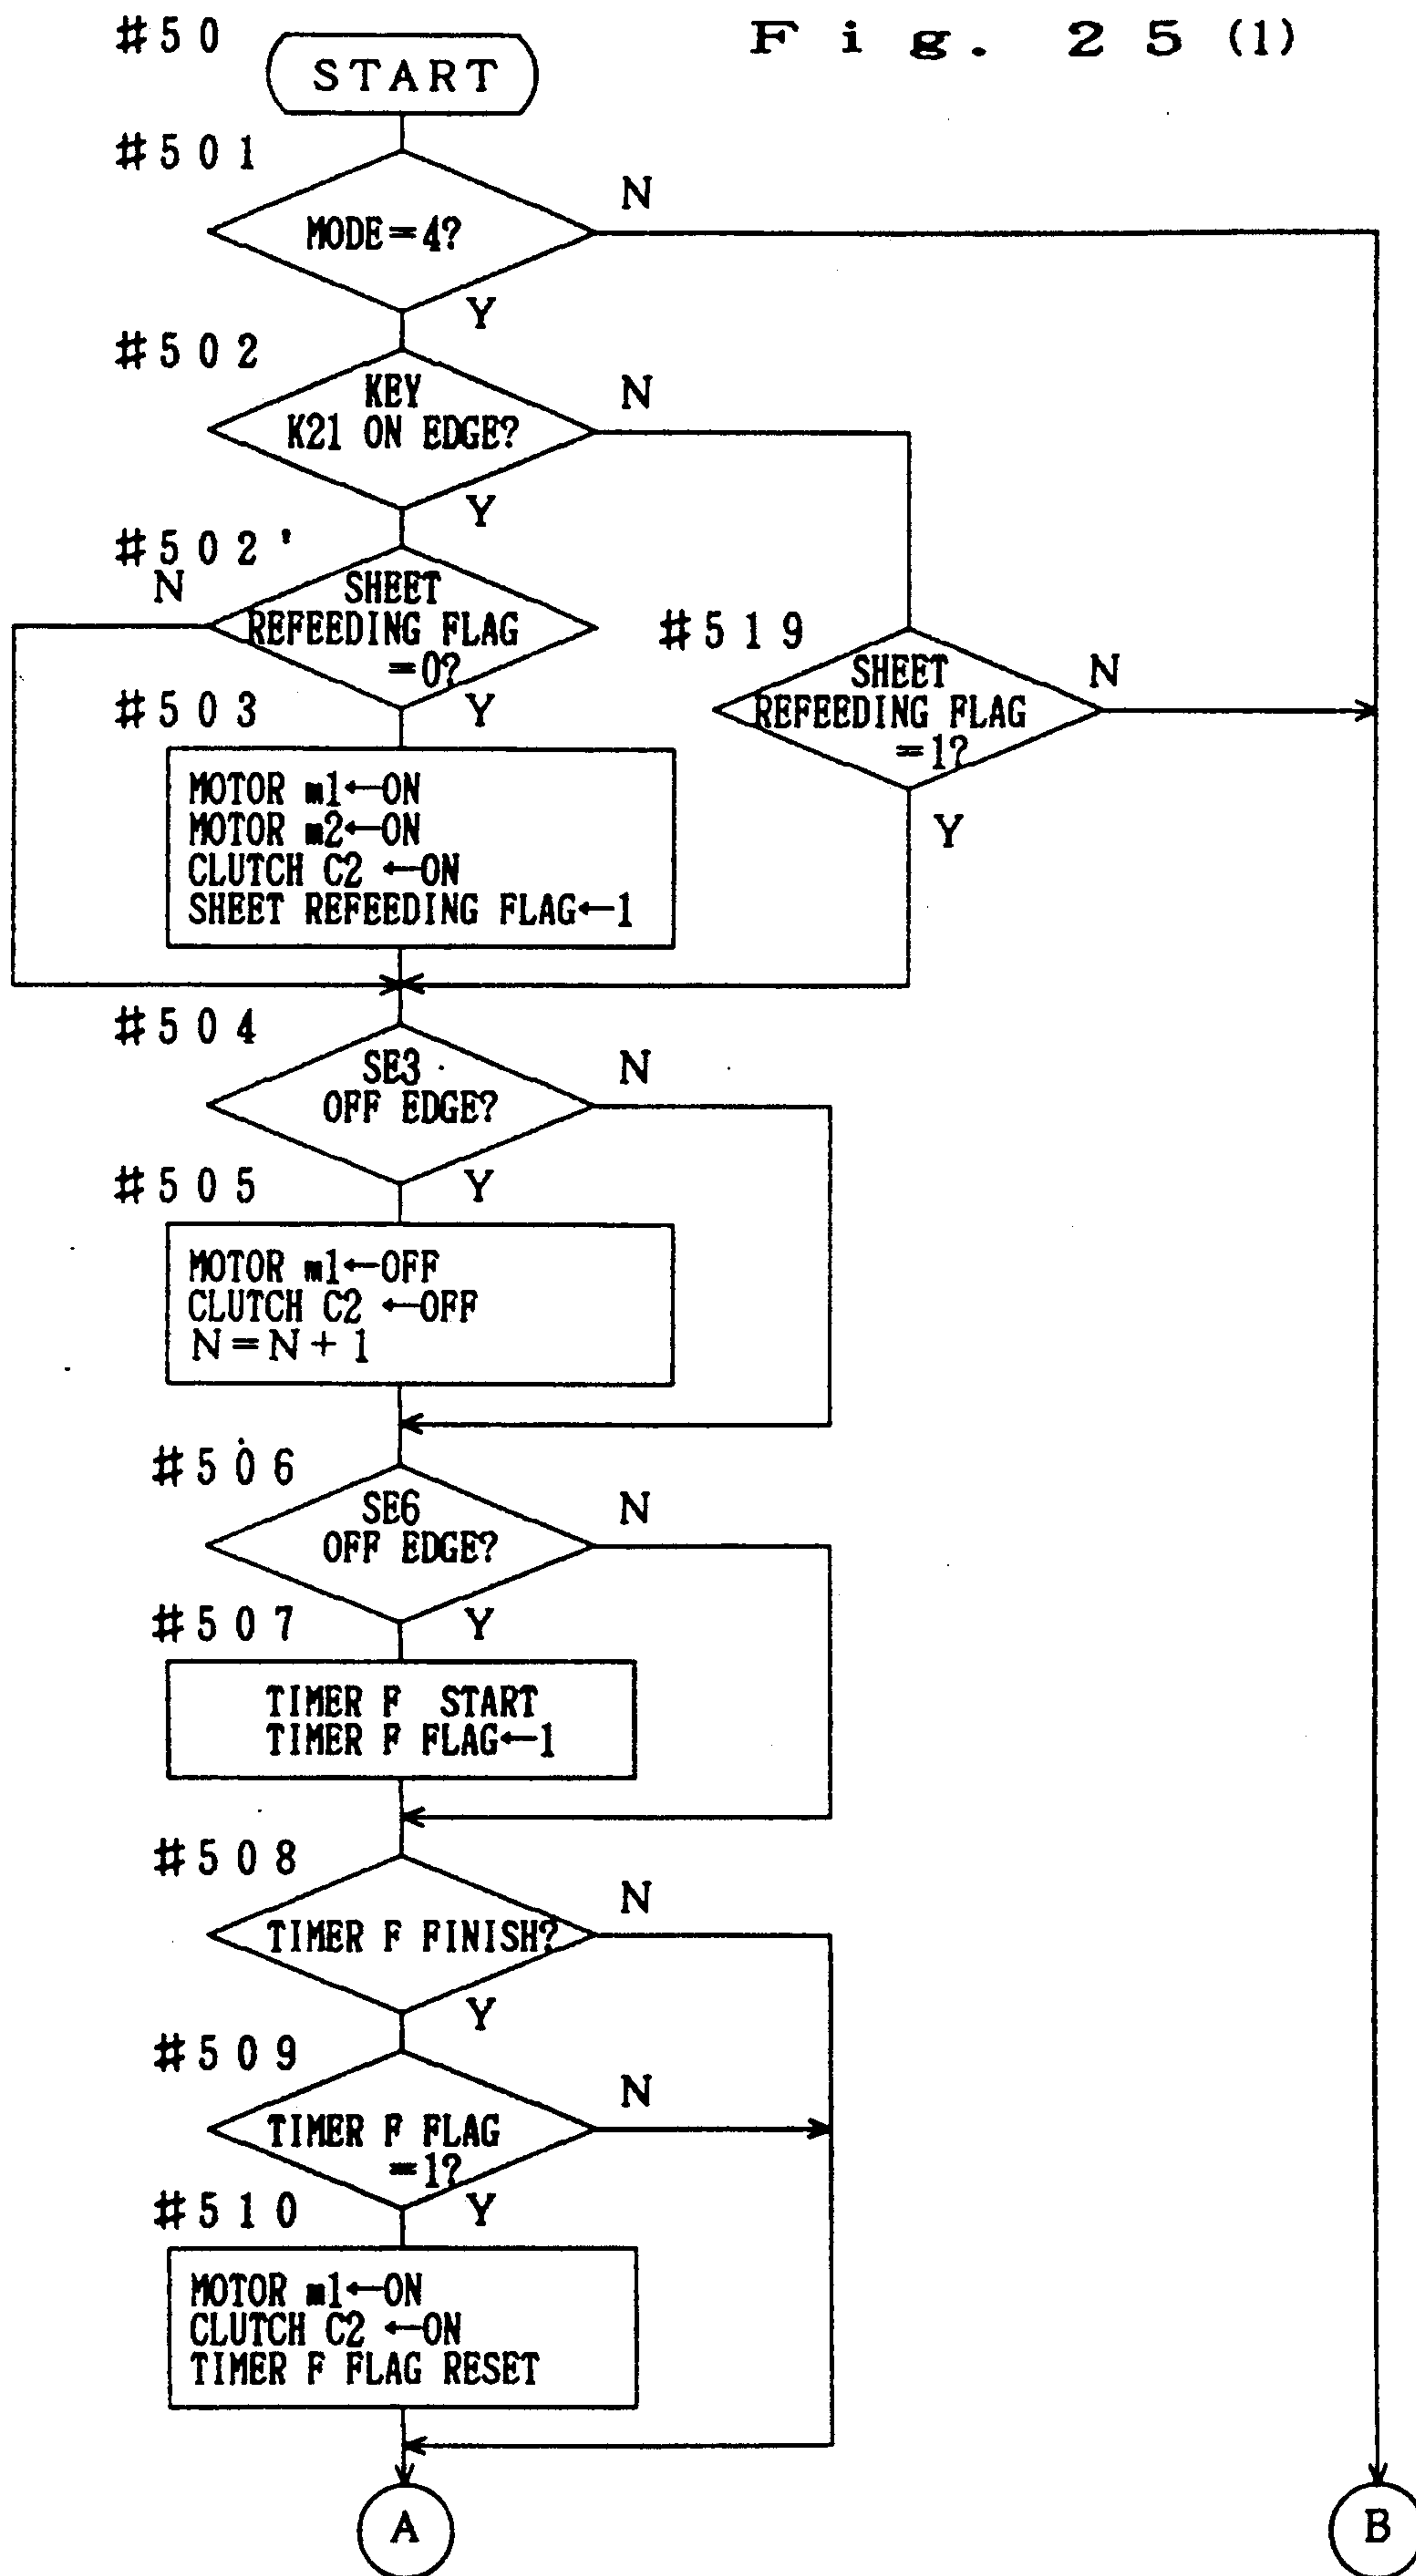 #50
Fig. 25 (1)
START
#501
N
MODE=4?
Y
#502
KEY
K21 ON EDGE?
N
Y
#502'
N
SHEET
REFEEDING FLAG
=0?
Y
#519
SHEET
REFEEDING FLAG
=1?
N
Y
#503
MOTOR m1←ON
MOTOR m2←ON
CLUTCH C2 ←ON
SHEET REFEEDING FLAG←1
#504
SE3
OFF EDGE?
N
Y
#505
MOTOR m1←OFF
CLUTCH C2 ←OFF
N=N+1
#506
SE6
OFF EDGE?
N
Y
#507
TIMER F START
TIMER F FLAG←1
#508
N
TIMER F FINISH?
Y
#509
N
TIMER F FLAG
=1?
Y
#510
MOTOR m1←ON
CLUTCH C2 ←ON
TIMER F FLAG RESET
A
B